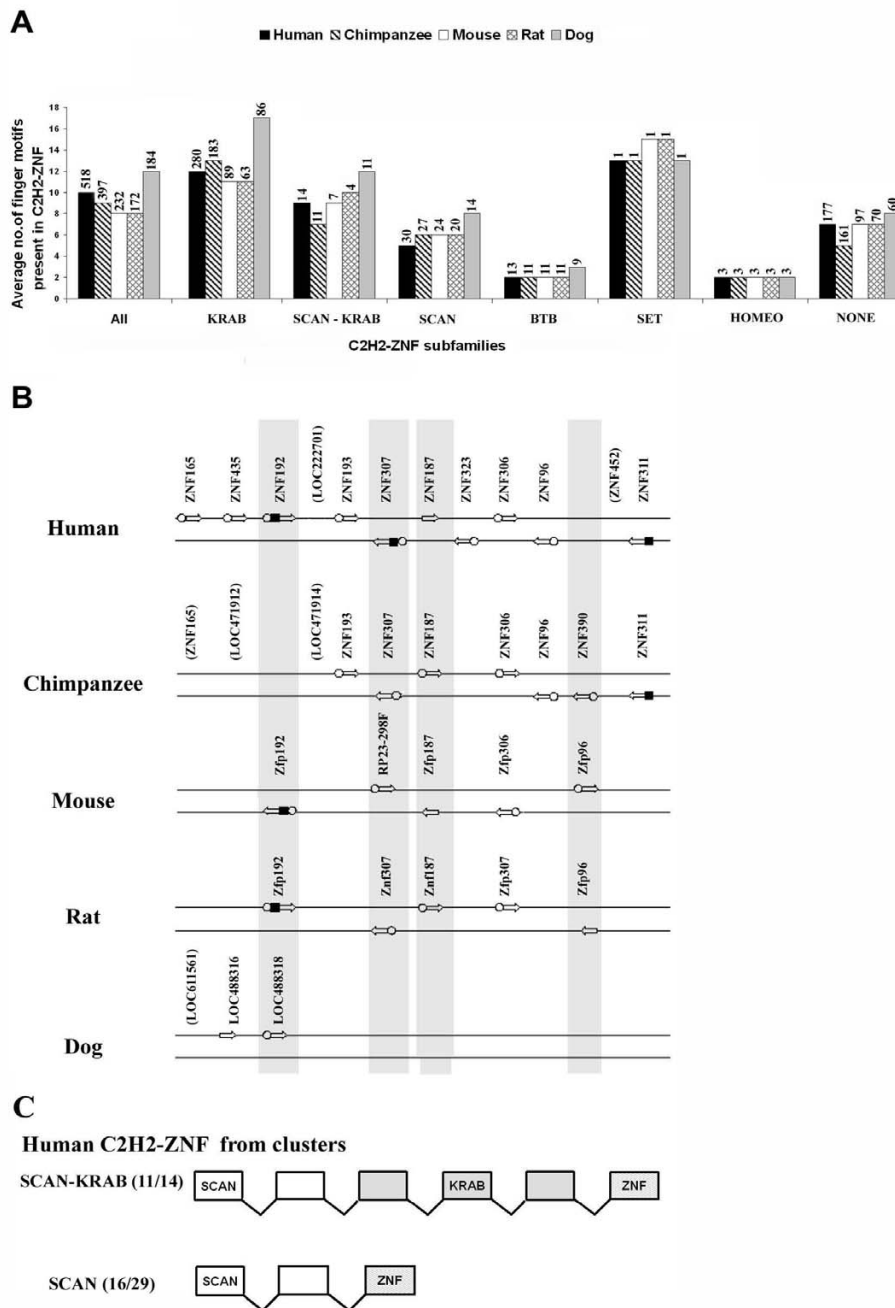 A
Human Chimpanzee Mouse Rat Dog
Average no.of finger motifs
present in C2H2-ZNF
18
16
14
12
10
8
6
4
2
0
518 397 232 172 184
280 183 89 63 86
14 11 7 4 11
30 27 24 20 14
13 11 11 11 9
1 1 1 1 1
3 3 3 3 3
177 161 97 70 60
All KRAB SCAN - KRAB SCAN BTB SET HOMEO NONE
C2H2-ZNF subfamilies
B
ZNF165 ZNF435 ZNF192 (LOC222701) ZNF193 ZNF307 ZNF187 ZNF323 ZNF306 ZNF96 (ZNF452) ZNF311
Human
(ZNF165) (LOC471912) (LOC471914) ZNF193 ZNF307 ZNF187 ZNF306 ZNF96 ZNF390 ZNF311
Chimpanzee
Zfp192 RP23-298F Zfp187 Zfp306 Zfp96
Mouse
Zfp192 Znf307 Znf187 Zfp307 Zfp96
Rat
(LOC611561) LOC488316 LOC488318
Dog
C
Human C2H2-ZNF from clusters
SCAN-KRAB (11/14) SCAN KRAB ZNF
SCAN (16/29) SCAN ZNF